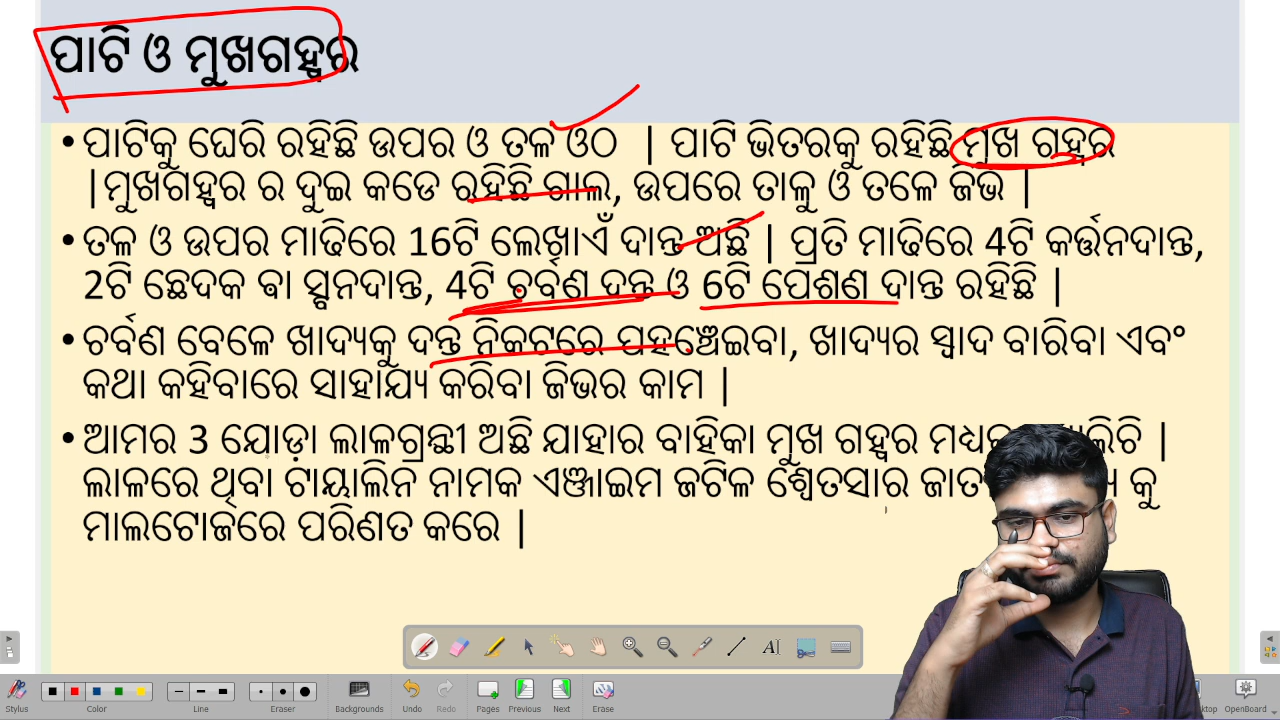 ପାଟି ଓ ମୁଖଗହ୍ୱର
• ପାଟିକୁ ଘେରି ରହିଛି ଉପର ଓ ତଳ ଓଠ | ପାଟି ଭିତରକୁ ରହିଛି ମୁଖ ଗହ୍ୱର
|ମୁଖଗହ୍ୱର ର ଦୁଇ କଡେ ରହିଛି ଗାଲ, ଉପରେ ତାଳୁ ଓ ତଳେ ଜିଭ |
• ତଳ ଓ ଉପର ମାଢିରେ 16ଟି ଲେଖାଏଁ ଦାନ୍ତ ଅଛି | ପ୍ରତି ମାଢିରେ 4ଟି କର୍ତ୍ତନଦାନ୍ତ,
2ଟି ଛେଦକ ଵା ସ୍ୱନଦାନ୍ତ, 4ଟି ଚର୍ବଣ ଦନ୍ତ ଓ 6ଟି ପେଶଣ ଦାନ୍ତ ରହିଛି |
• ଚର୍ବଣ ବେଳେ ଖାଦ୍ୟକୁ ଦନ୍ତ ନିକଟରେ ପହଞ୍ଚେଇବା, ଖାଦ୍ୟର ସ୍ୱାଦ ବାରିବା ଏବଂ
କଥା କହିବାରେ ସାହାଯ୍ୟ କରିବା ଜିଭର କାମ |
• ଆମର 3 ଯୋଡ଼ା ଲାଳଗ୍ରନ୍ଥୀ ଅଛି ଯାହାର ବାହିକା ମୁଖ ଗହ୍ୱର |
ଲାଳରେ ଥିବା ଟାୟାଲିନ ନାମକ ଏଞ୍ଜାଇମ ଜଟିଳ ଶ୍ୱେତସାର କୁ
ମାଲଟୋଜରେ ପରିଣତ କରେ |
Stylus Color Line Eraser Backgrounds Undo Redo Pages Previous Next Erase OpenBoard